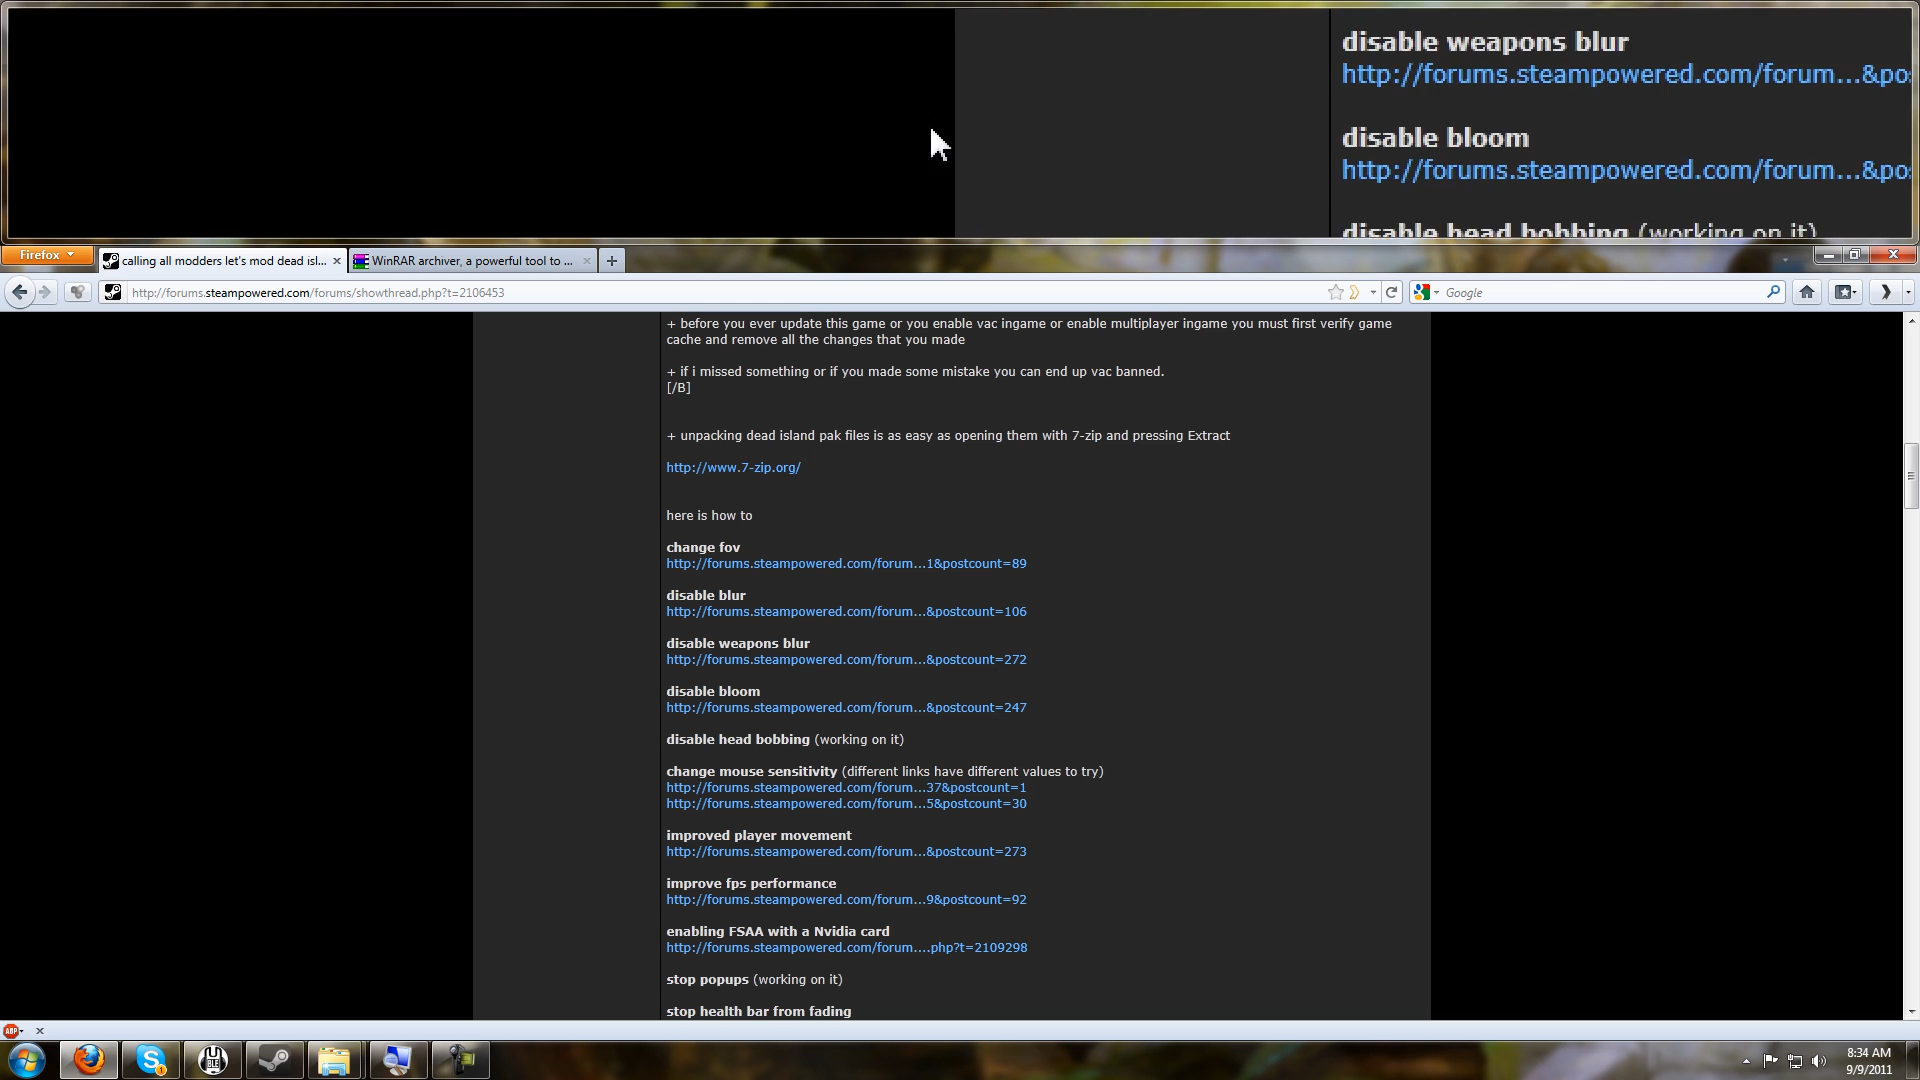 disable weapons blur
http://forums.steampowered.com/forum...&po
disable bloom
http://forums.steampowered.com/forum...&po
disable head bobbing (working on it)
Firefox
calling all modders let's mod dead isl...
WinRAR archiver, a powerful tool to ...
http://forums.steampowered.com/forums/showthread.php?t=2106453
Google
+ before you ever update this game or you enable vac ingame or enable multiplayer ingame you must first verify game
cache and remove all the changes that you made
+ if i missed something or if you made some mistake you can end up vac banned.
[/B]
+ unpacking dead island pak files is as easy as opening them with 7-zip and pressing Extract
http://www.7-zip.org/
here is how to
change fov
http://forums.steampowered.com/forum...1&postcount=89
disable blur
http://forums.steampowered.com/forum...&postcount=106
disable weapons blur
http://forums.steampowered.com/forum...&postcount=272
disable bloom
http://forums.steampowered.com/forum...&postcount=247
disable head bobbing (working on it)
change mouse sensitivity (different links have different values to try)
http://forums.steampowered.com/forum...37&postcount=1
http://forums.steampowered.com/forum...5&postcount=30
improved player movement
http://forums.steampowered.com/forum...&postcount=273
improve fps performance
http://forums.steampowered.com/forum...9&postcount=92
enabling FSAA with a Nvidia card
http://forums.steampowered.com/forum....php?t=2109298
stop popups (working on it)
stop health bar from fading
ABP
8:34 AM
9/9/2011